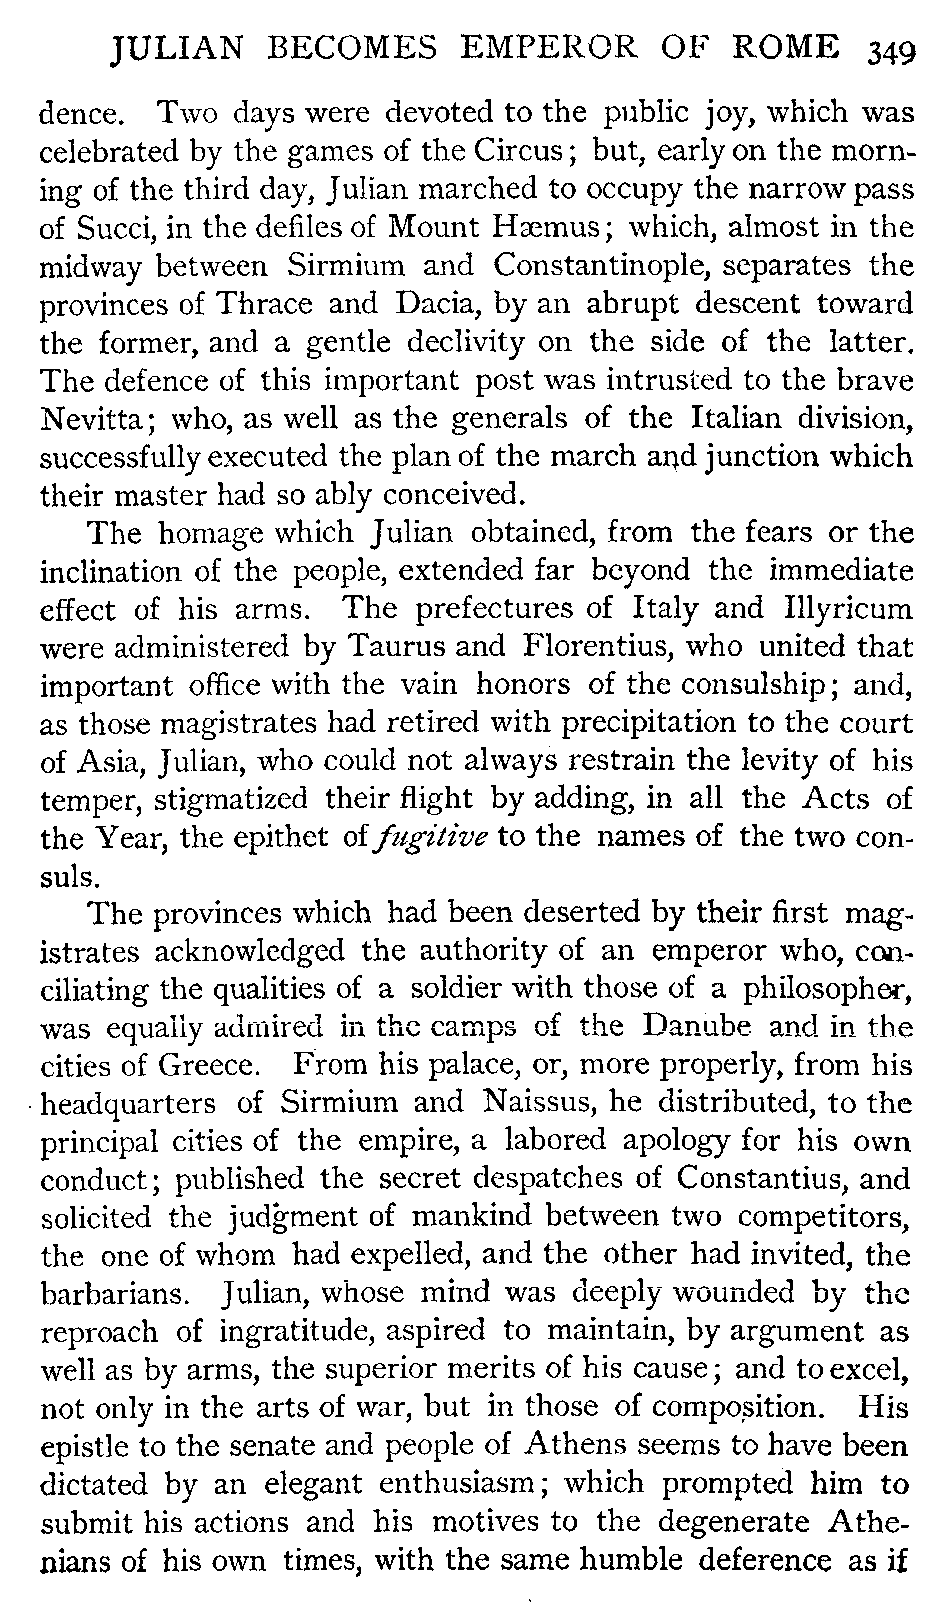 JULIAN BECOMES EMPEROR OF ROME 349
dence. Two days were devoted to the public joy, which was
celebrated by the games of the Circus; but, early on the morn-
ing of the third day, Julian marched to occupy the narrow pass
of Succi, in the defiles of Mount Hæmus; which, almost in the
midway between Sirmium and Constantinople, separates the
provinces of Thrace and Dacia, by an abrupt descent toward
the former, and a gentle declivity on the side of the latter.
The defence of this important post was intrusted to the brave
Nevitta; who, as well as the generals of the Italian division,
successfully executed the plan of the march and junction which
their master had so ably conceived.
The homage which Julian obtained, from the fears or the
inclination of the people, extended far beyond the immediate
effect of his arms. The prefectures of Italy and Illyricum
were administered by Taurus and Florentius, who united that
important office with the vain honors of the consulship; and,
as those magistrates had retired with precipitation to the court
of Asia, Julian, who could not always restrain the levity of his
temper, stigmatized their flight by adding, in all the Acts of
the Year, the epithet of fugitive to the names of the two con-
suls.
The provinces which had been deserted by their first mag-
istrates acknowledged the authority of an emperor who, con-
ciliating the qualities of a soldier with those of a philosopher,
was equally admired in the camps of the Danube and in the
cities of Greece. From his palace, or, more properly, from his
headquarters of Sirmium and Naissus, he distributed, to the
principal cities of the empire, a labored apology for his own
conduct; published the secret despatches of Constantius, and
solicited the judgment of mankind between two competitors,
the one of whom had expelled, and the other had invited, the
barbarians. Julian, whose mind was deeply wounded by the
reproach of ingratitude, aspired to maintain, by argument as
well as by arms, the superior merits of his cause; and to excel,
not only in the arts of war, but in those of composition. His
epistle to the senate and people of Athens seems to have been
dictated by an elegant enthusiasm; which prompted him to
submit his actions and his motives to the degenerate Athe-
nians of his own times, with the same humble deference as if